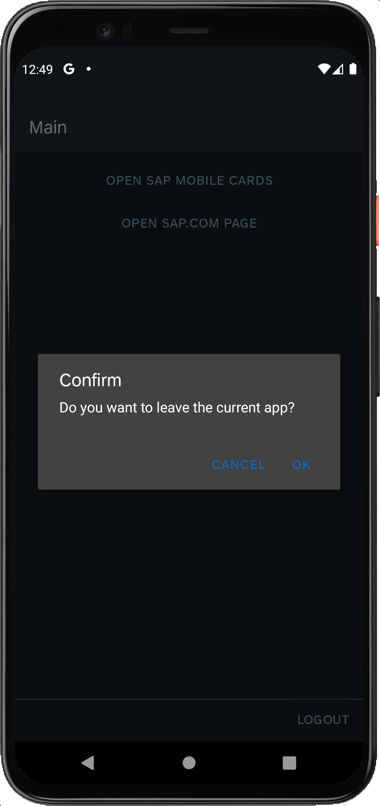 12:49 G
Main
OPEN SAP MOBILE CARDS
OPEN SAP.COM PAGE
Confirm
Do you want to leave the current app?
CANCEL OK
LOGOUT